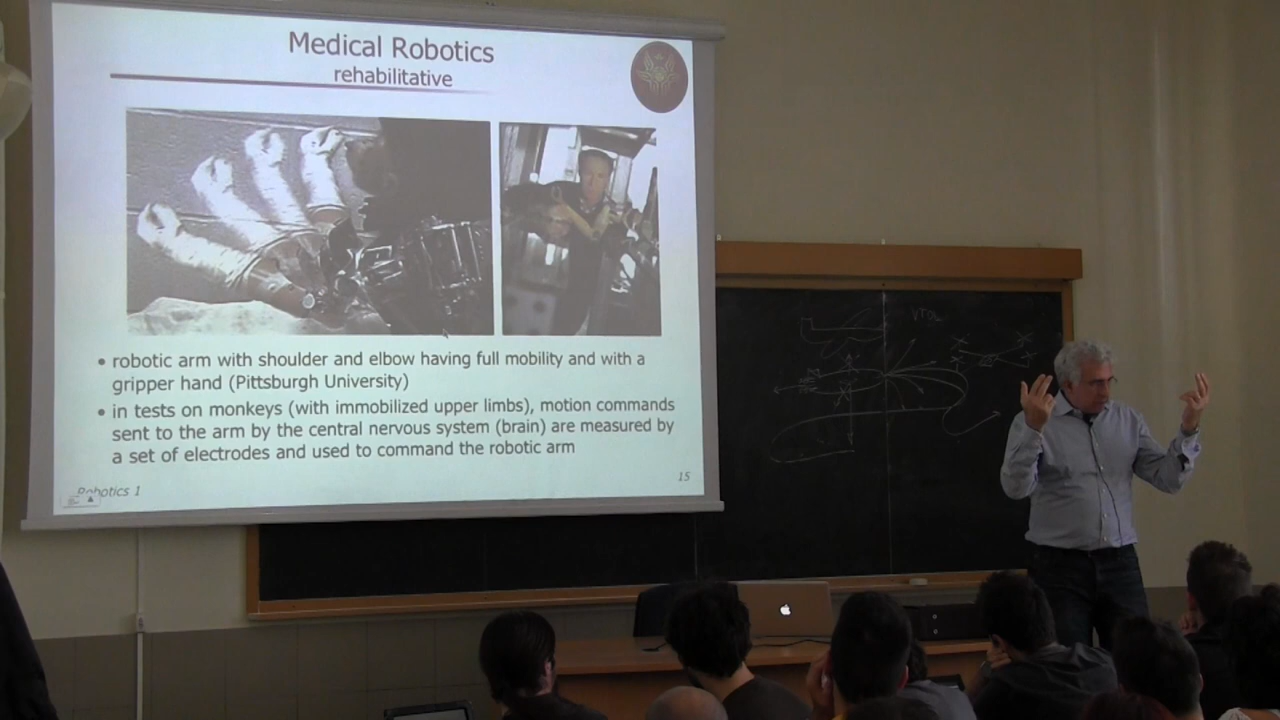 Medical Robotics
rehabilitative
• robotic arm with shoulder and elbow having full mobility and with a
gripper hand (Pittsburgh University)
• in tests on monkeys (with immobilized upper limbs), motion commands
sent to the arm by the central nervous system (brain) are measured by
a set of electrodes and used to command the robotic arm
Robotics 1
15